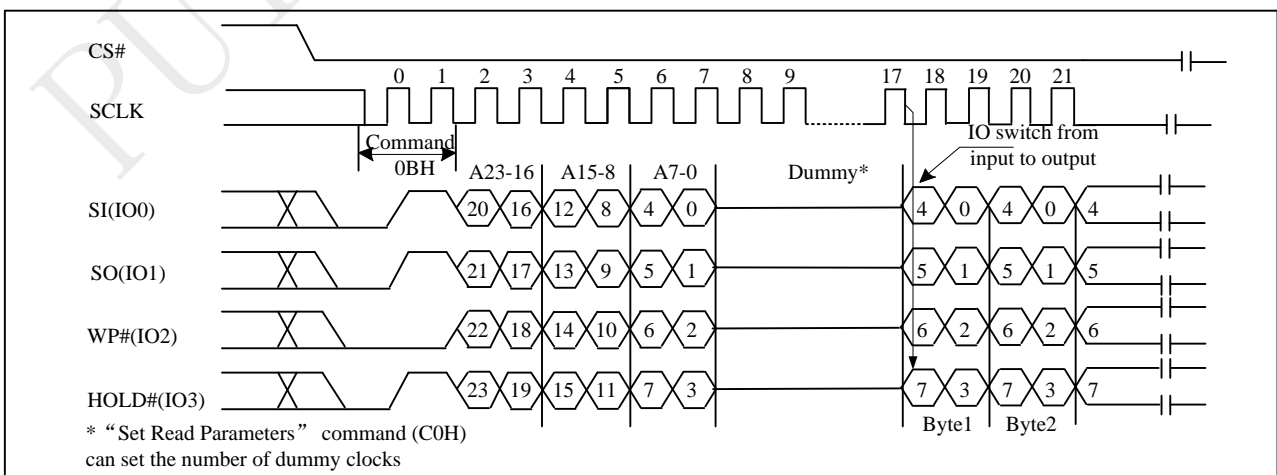 CS#
0 1 2 3 4 5 6 7 8 9 17 18 19 20 21
SCLK
Command
0BH
IO switch from
input to output
A23-16 A15-8 A7-0 Dummy*
SI(IO0) 20 16 12 8 4 0 4 0 4 0 4
SO(IO1) 21 17 13 9 5 1 5 1 5 1 5
WP#(IO2) 22 18 14 10 6 2 6 2 6 2 6
HOLD#(IO3) 23 19 15 11 7 3 7 3 7 3 7
Byte1 Byte2
* “Set Read Parameters” command (C0H)
can set the number of dummy clocks